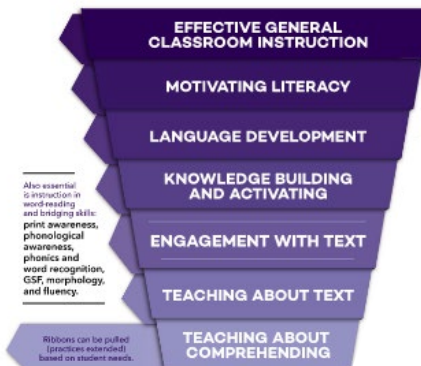 EFFECTIVE GENERAL
CLASSROOM INSTRUCTION
MOTIVATING LITERACY
LANGUAGE DEVELOPMENT
KNOWLEDGE BUILDING
AND ACTIVATING
Also essential
is instruction in
word-reading
and bridging skills:
print awareness,
phonological
awareness,
phonics and
word recognition,
GSF, morphology,
and fluency.
ENGAGEMENT WITH TEXT
TEACHING ABOUT TEXT
Ribbons can be pulled
(practices extended)
based on student needs.
TEACHING ABOUT
COMPREHENDING